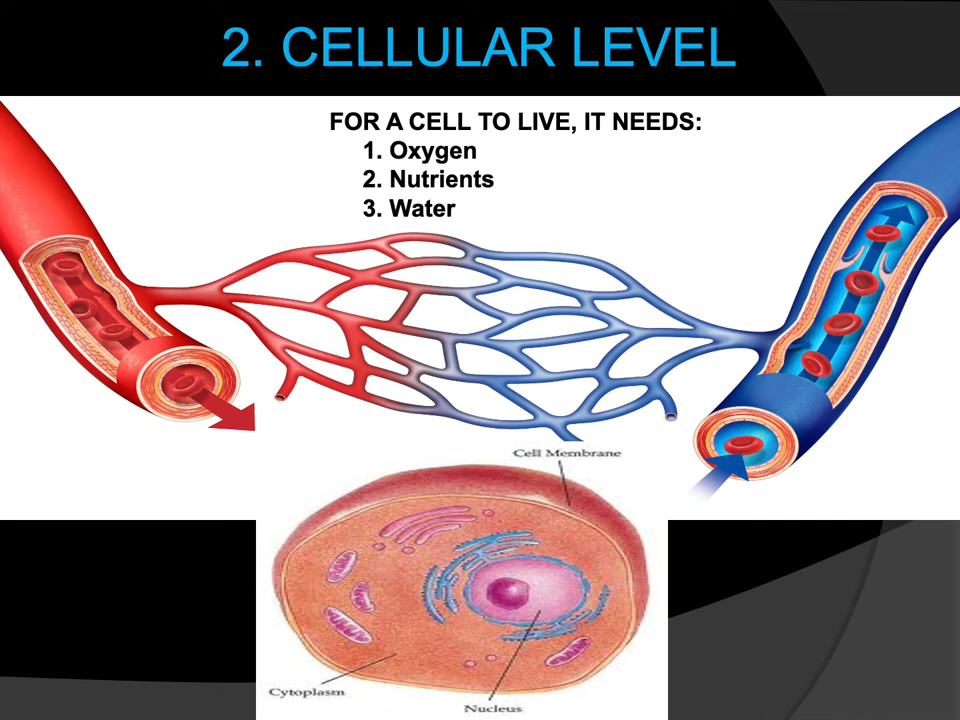 2. CELLULAR LEVEL
FOR A CELL TO LIVE, IT NEEDS:
1. Oxygen
2. Nutrients
3. Water
Cell Membrane
Cytoplasm
Nucleus